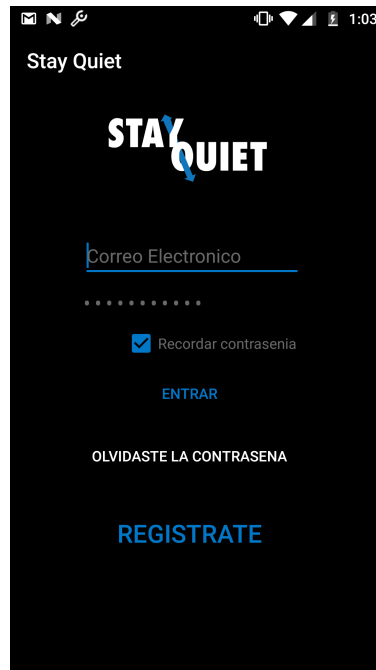 1:03
Stay Quiet
STAY
QUIET
Correo Electronico
Recordar contrasenia
ENTRAR
OLVIDASTE LA CONTRASENA
REGISTRATE